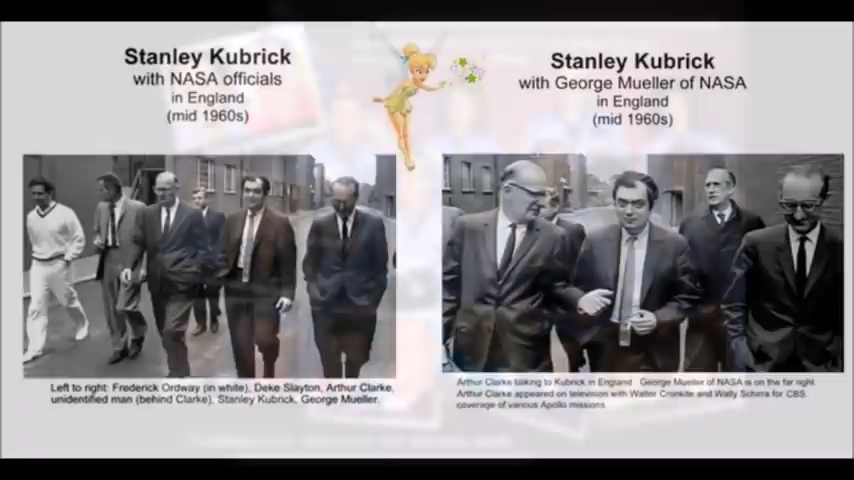 Stanley Kubrick
with NASA officials
in England
(mid 1960s)
Left to right: Frederick Ordway (in white), Deke Slayton, Arthur Clarke,
unidentified man (behind Clarke), Stanley Kubrick, George Mueller.
Stanley Kubrick
with George Mueller of NASA
in England
(mid 1960s)
Arthur Clarke talking to Kubrick in England. George Mueller of NASA is on the far right.
Arthur Clarke appeared on television with Walter Cronkite and Wally Schirra for CBS
coverage of various Apollo missions.